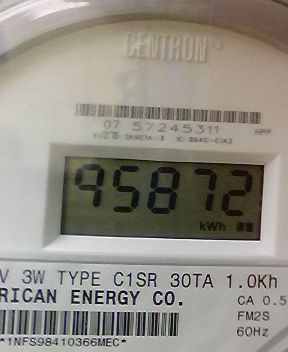 CENTRON®
07 57245311 HPP
95872
kWh
V 3W TYPE C1SR 30TA 1.0Kh
RICAN ENERGY CO. CA 0.5
FM2S
60Hz
*1NFS98410366MEC*